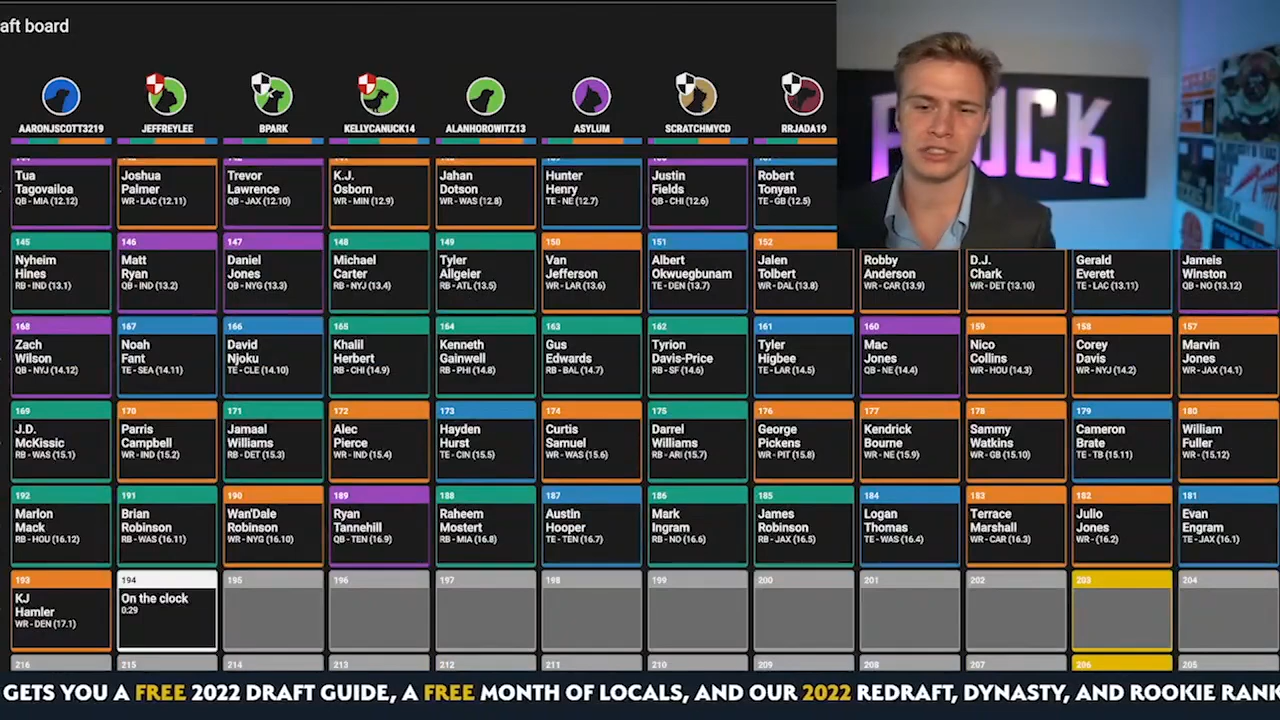 aft board
AARONJSCOTT3219
JEFFREYLEE
BPARK
KELLYCANUCK14
ALANHOROWITZ13
ASYLUM
SCRATCHMYCD
RRJADA19
Tua Tagovailoa
QB - MIA (12.12)
Joshua Palmer
WR - LAC (12.11)
Trevor Lawrence
QB - JAX (12.10)
K.J. Osborn
WR - MIN (12.9)
Jahan Dotson
WR - WAS (12.8)
Hunter Henry
TE - NE (12.7)
Justin Fields
QB - CHI (12.6)
Robert Tonyan
TE - GB (12.5)
145
Nyheim Hines
RB - IND (13.1)
146
Matt Ryan
QB - IND (13.2)
147
Daniel Jones
QB - NYG (13.3)
148
Michael Carter
RB - NYJ (13.4)
149
Tyler Allgeier
RB - ATL (13.5)
150
Van Jefferson
WR - LAR (13.6)
151
Albert Okwuegbunam
TE - DEN (13.7)
152
Jalen Tolbert
WR - DAL (13.8)
Robby Anderson
WR - CAR (13.9)
D.J. Chark
WR - DET (13.10)
Gerald Everett
TE - LAC (13.11)
Jameis Winston
QB - NO (13.12)
168
Zach Wilson
QB - NYJ (14.12)
167
Noah Fant
TE - SEA (14.11)
166
David Njoku
TE - CLE (14.10)
165
Khalil Herbert
RB - CHI (14.9)
164
Kenneth Gainwell
RB - PHI (14.8)
163
Gus Edwards
RB - BAL (14.7)
162
Tyrion Davis-Price
RB - SF (14.6)
161
Tyler Higbee
TE - LAR (14.5)
160
Mac Jones
QB - NE (14.4)
159
Nico Collins
WR - HOU (14.3)
158
Corey Davis
WR - NYJ (14.2)
157
Marvin Jones
WR - JAX (14.1)
169
J.D. McKissic
RB - WAS (15.1)
170
Parris Campbell
WR - IND (15.2)
171
Jamaal Williams
RB - DET (15.3)
172
Alec Pierce
WR - IND (15.4)
173
Hayden Hurst
TE - CIN (15.5)
174
Curtis Samuel
WR - WAS (15.6)
175
Darrel Williams
RB - ARI (15.7)
176
George Pickens
WR - PIT (15.8)
177
Kendrick Bourne
WR - NE (15.9)
178
Sammy Watkins
WR - GB (15.10)
179
Cameron Brate
TE - TB (15.11)
180
William Fuller
WR - (15.12)
192
Marlon Mack
RB - HOU (16.12)
191
Brian Robinson
RB - WAS (16.11)
190
Wan'Dale Robinson
WR - NYG (16.10)
189
Ryan Tannehill
QB - TEN (16.9)
188
Raheem Mostert
RB - MIA (16.8)
187
Austin Hooper
TE - TEN (16.7)
186
Mark Ingram
RB - NO (16.6)
185
James Robinson
RB - JAX (16.5)
184
Logan Thomas
TE - WAS (16.4)
183
Terrace Marshall
WR - CAR (16.3)
182
Julio Jones
WR - (16.2)
181
Evan Engram
TE - JAX (16.1)
193
KJ Hamler
WR - DEN (17.1)
194
On the clock
0:29
195
196
197
198
199
200
201
202
203
204
216
215
214
213
212
211
210
209
208
207
206
205
GETS YOU A FREE 2022 DRAFT GUIDE, A FREE MONTH OF LOCALS, AND OUR 2022 REDRAFT, DYNASTY, AND ROOKIE RANK